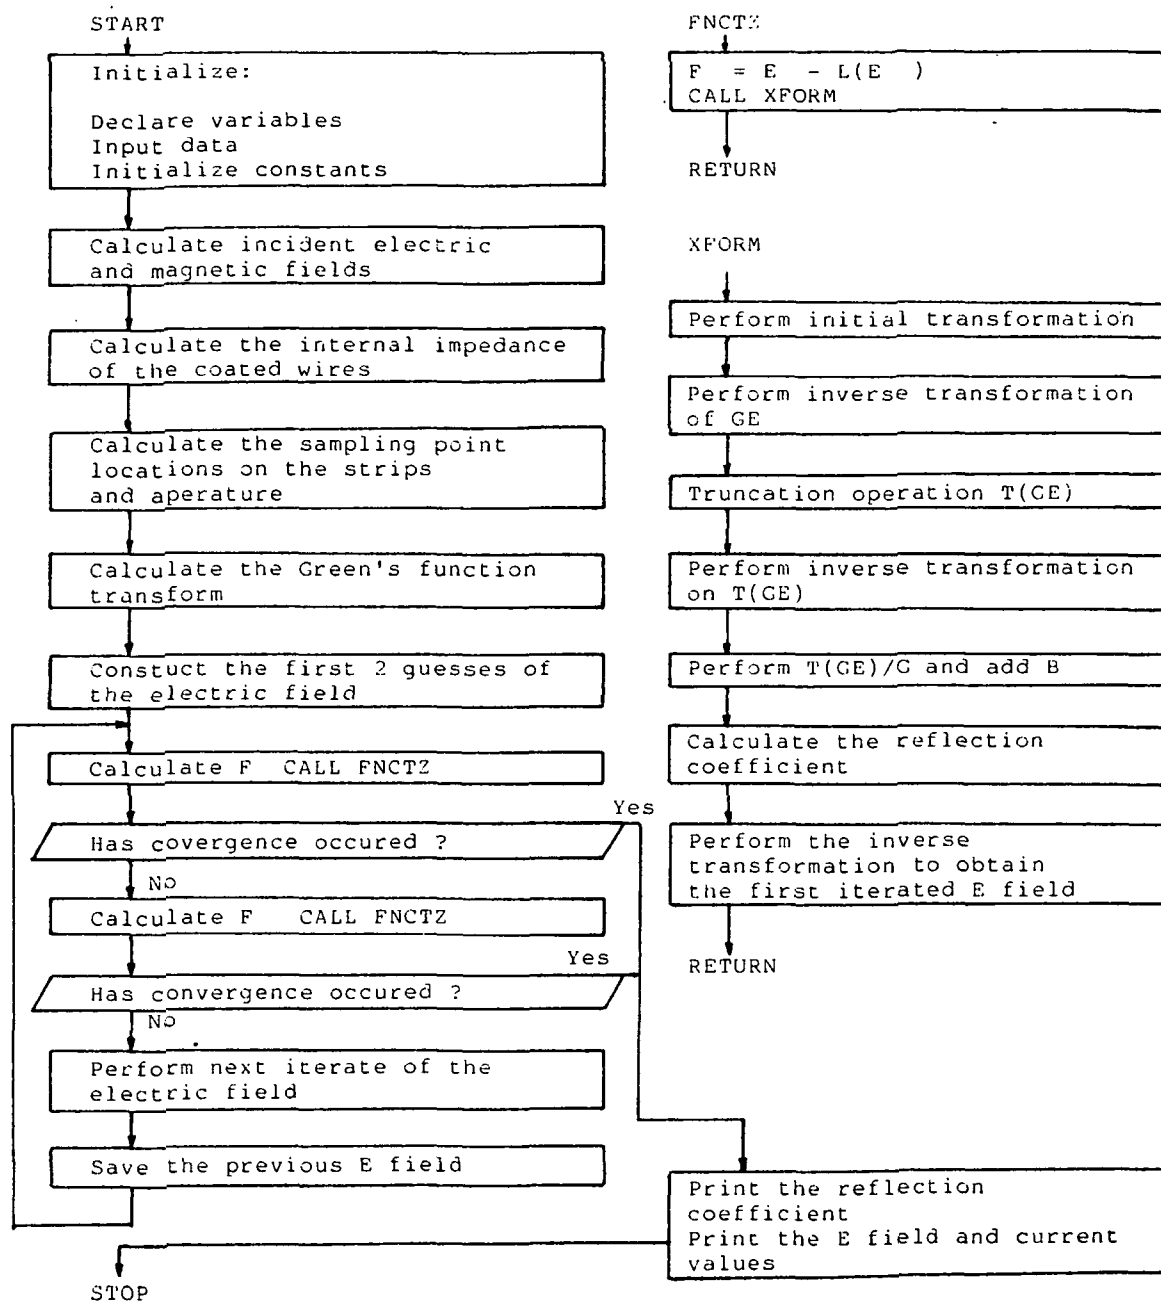 START
Initialize:
Declare variables
Input data
Initialize constants
Calculate incident electric
and magnetic fields
Calculate the internal impedance
of the coated wires
Calculate the sampling point
locations on the strips
and aperature
Calculate the Green's function
transform
Constuct the first 2 guesses of
the electric field
Calculate F CALL FNCTZ
Yes
Has covergence occured ?
No
Calculate F CALL FNCTZ
Yes
Has convergence occured ?
No
Perform next iterate of the
electric field
Save the previous E field
STOP
FNCTZ
F = E - L(E )
CALL XFORM
RETURN
XFORM
Perform initial transformation
Perform inverse transformation
of GE
Truncation operation T(GE)
Perform inverse transformation
on T(GE)
Perform T(GE)/G and add B
Calculate the reflection
coefficient
Perform the inverse
transformation to obtain
the first iterated E field
RETURN
Print the reflection
coefficient
Print the E field and current
values